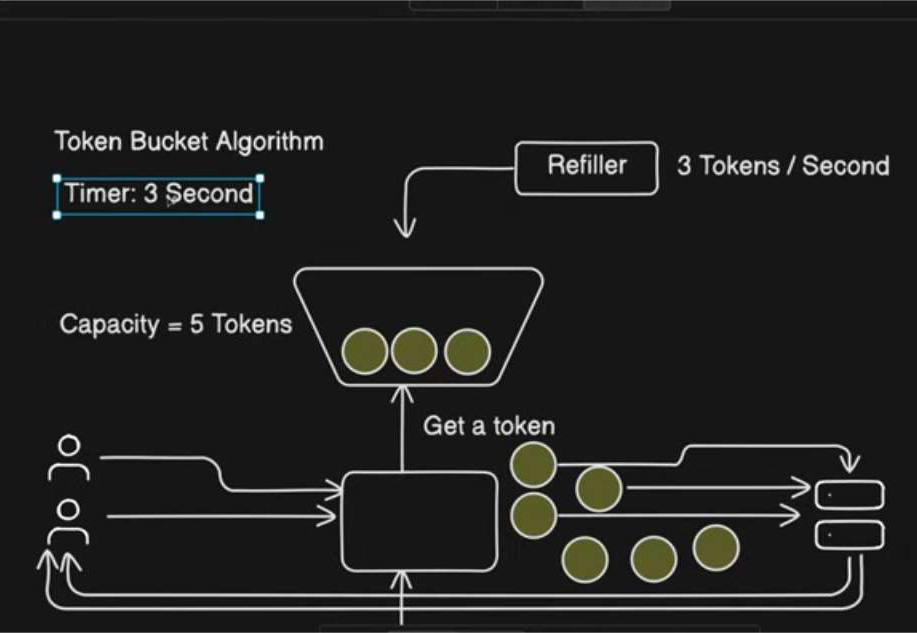 Token Bucket Algorithm
Timer: 3 Second
Refiller
3 Tokens / Second
Capacity = 5 Tokens
Get a token